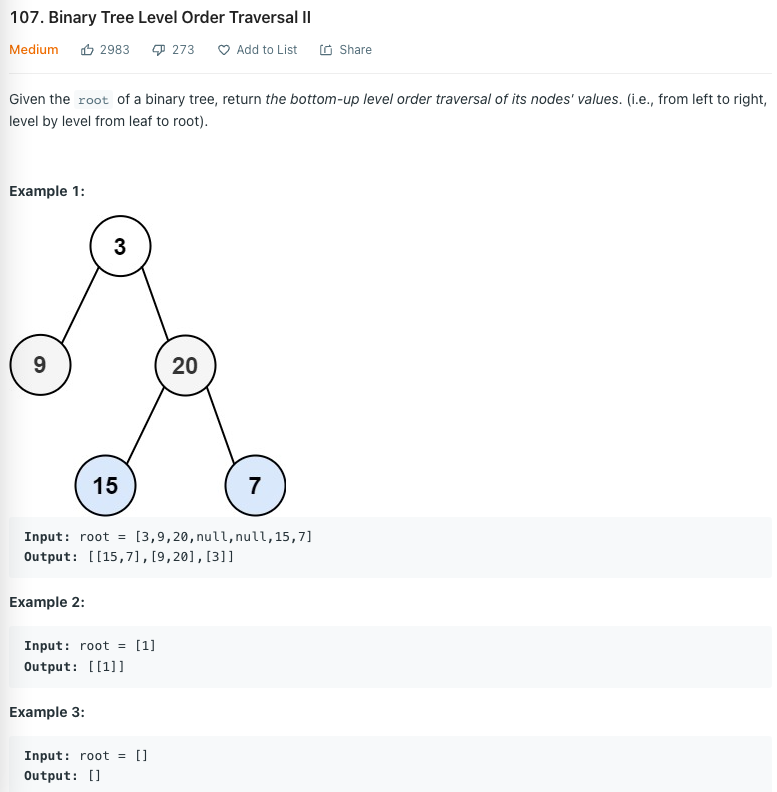 107. Binary Tree Level Order Traversal II
Medium 2983 273 Add to List Share
Given the root of a binary tree, return the bottom-up level order traversal of its nodes' values. (i.e., from left to right,
level by level from leaf to root).
Example 1:
3
9 20
15 7
Input: root = [3,9,20,null,null,15,7]
Output: [[15,7],[9,20],[3]]
Example 2:
Input: root = [1]
Output: [[1]]
Example 3:
Input: root = []
Output: []